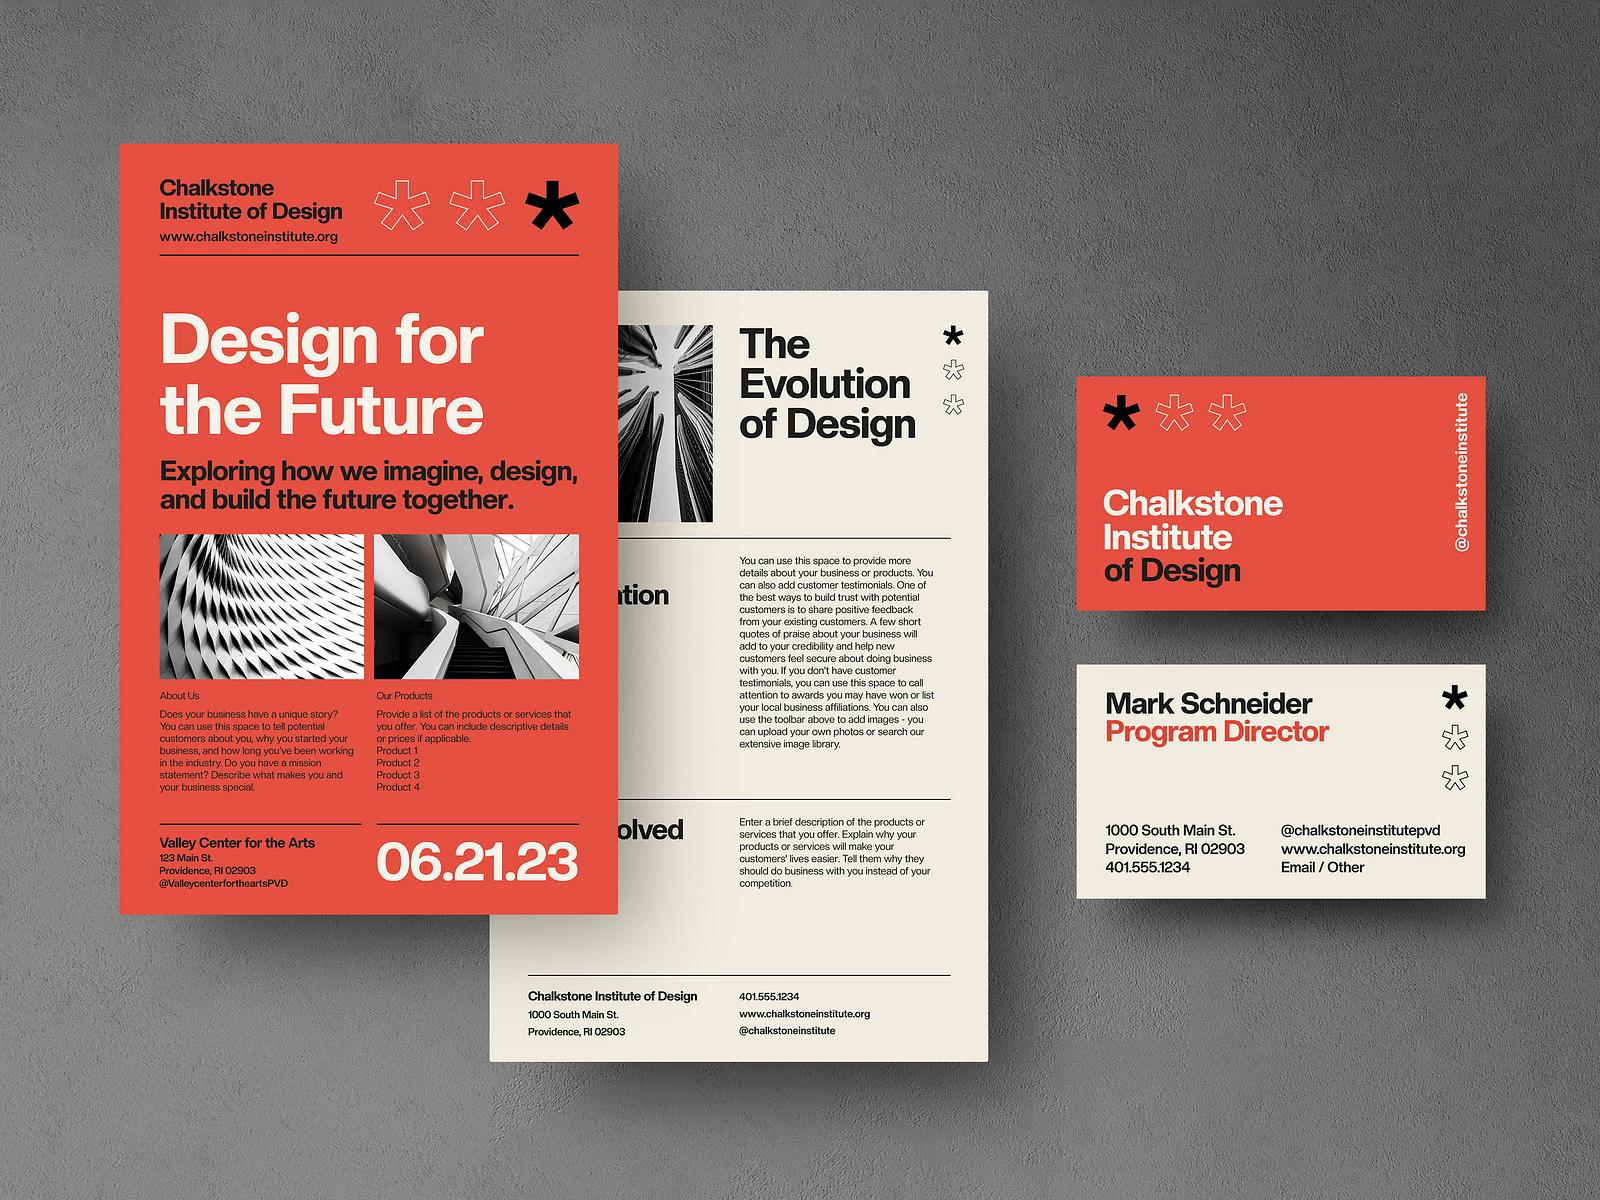 Chalkstone
Institute of Design
www.chalkstoneinstitute.org
Design for
the Future
Exploring how we imagine, design,
and build the future together.
About Us
Does your business have a unique story?
You can use this space to tell potential
customers about you, why you started your
business, and how long you've been working
in the industry. Do you have a mission
statement? Describe what makes you and
your business special.
Our Products
Provide a list of the products or services that
you offer. You can include descriptive details
or prices if applicable.
Product 1
Product 2
Product 3
Product 4
Valley Center for the Arts
123 Main St.
Providence, RI 02903
@ValleycenterfortheartsPVD
06.21.23
The
Evolution
of Design
You can use this space to provide more
details about your business or products. You
can also add customer testimonials. One of
the best ways to build trust with potential
customers is to share positive feedback
from your existing customers. A few short
quotes of praise about your business will
add to your credibility and help new
customers feel secure about doing business
with you. If you don't have customer
testimonials, you can use this space to call
attention to awards you may have won or list
your local business affiliations. You can also
use the toolbar above to add images - you
can upload your own photos or search our
extensive image library.
Enter a brief description of the products or
services that you offer. Explain why your
products or services will make your
customers' lives easier. Tell them why they
should do business with you instead of your
competition.
Chalkstone Institute of Design
1000 South Main St.
Providence, RI 02903
401.555.1234
www.chalkstoneinstitute.org
@chalkstoneinstitute
Chalkstone
Institute
of Design
@chalkstoneinstitute
Mark Schneider
Program Director
1000 South Main St.
Providence, RI 02903
401.555.1234
@chalkstoneinstitutepvd
www.chalkstoneinstitute.org
Email / Other